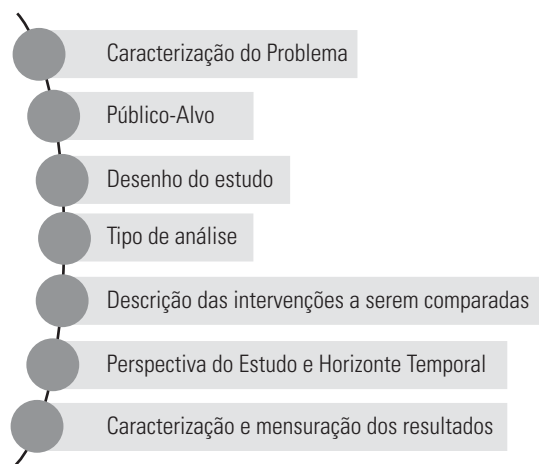 Caracterização do Problema
Público-Alvo
Desenho do estudo
Tipo de análise
Descrição das intervenções a serem comparadas
Perspectiva do Estudo e Horizonte Temporal
Caracterização e mensuração dos resultados